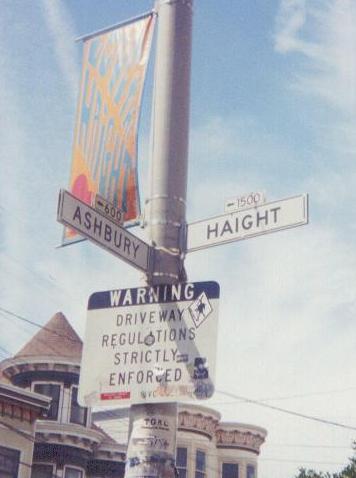 600
ASHBURY
1500
HAIGHT
WARNING
DRIVEWAY
REGULATIONS
STRICTLY
ENFORCED